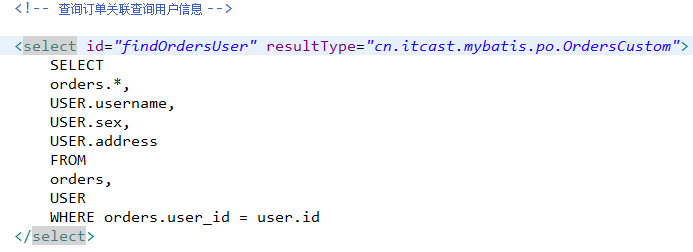 <!-- 查询订单关联查询用户信息 -->
<select id="findOrdersUser" resultType="cn.itcast.mybatis.po.OrdersCustom">
SELECT
orders.*,
USER.username,
USER.sex,
USER.address
FROM
orders,
USER
WHERE orders.user_id = user.id
</select>